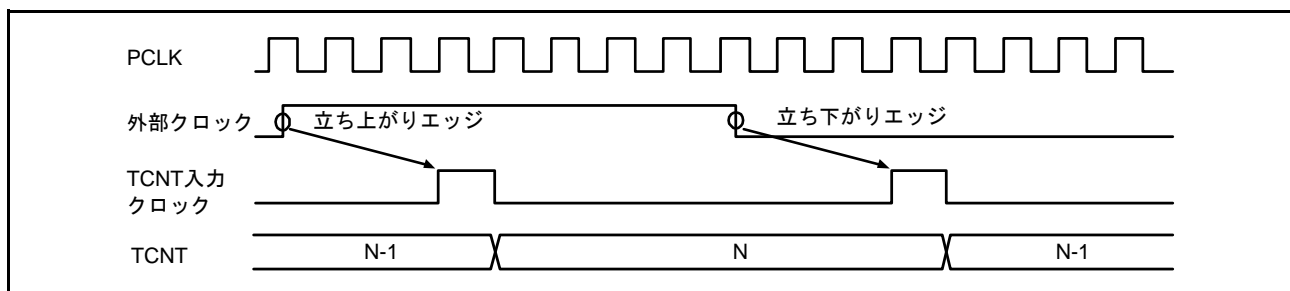 PCLK
外部クロック
立ち上がりエッジ
立ち下がりエッジ
TCNT入力
クロック
TCNT
N-1
N
N-1